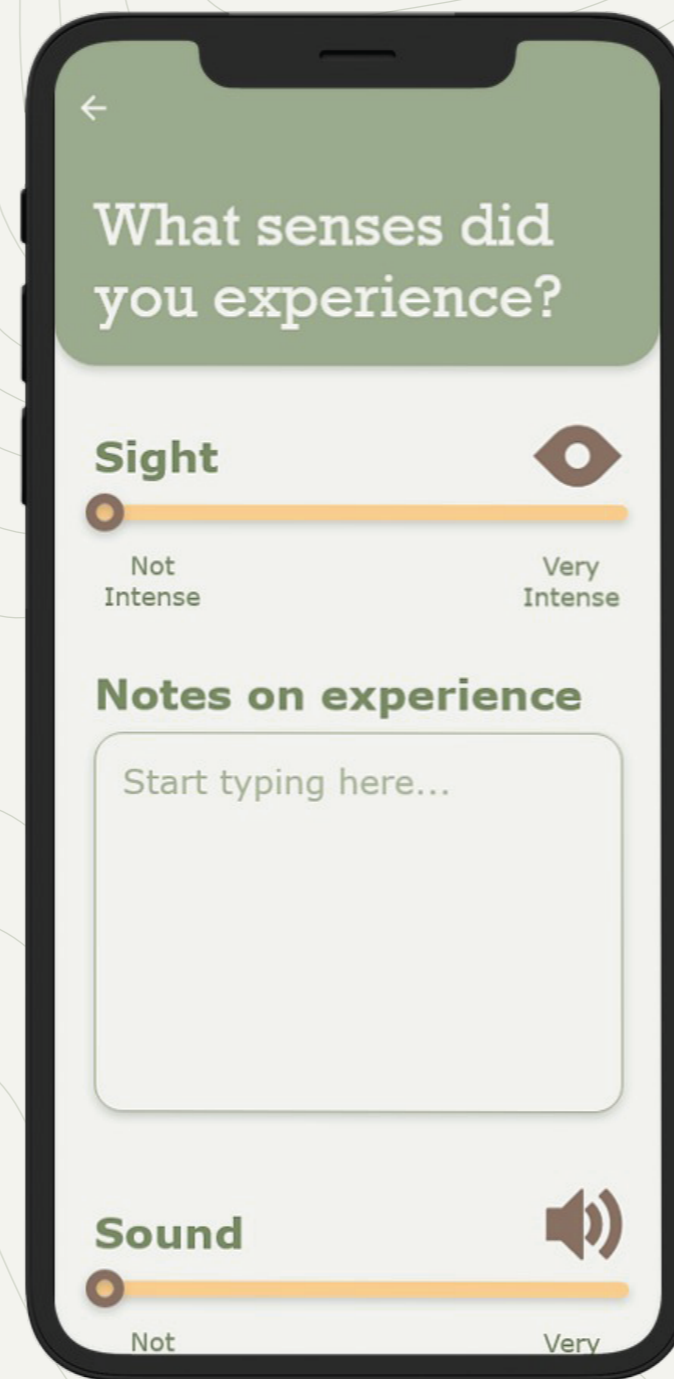 What senses did
you experience?
Sight
Not
Intense
Very
Intense
Notes on experience
Start typing here...
Sound
Not
Very